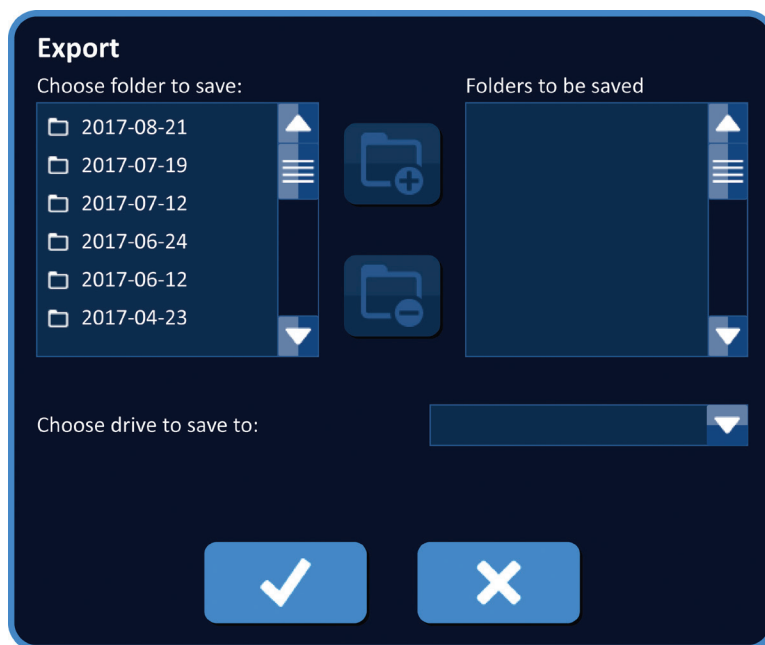 Export
Choose folder to save:
2017-08-21
2017-07-19
2017-07-12
2017-06-24
2017-06-12
2017-04-23
Folders to be saved
Choose drive to save to: